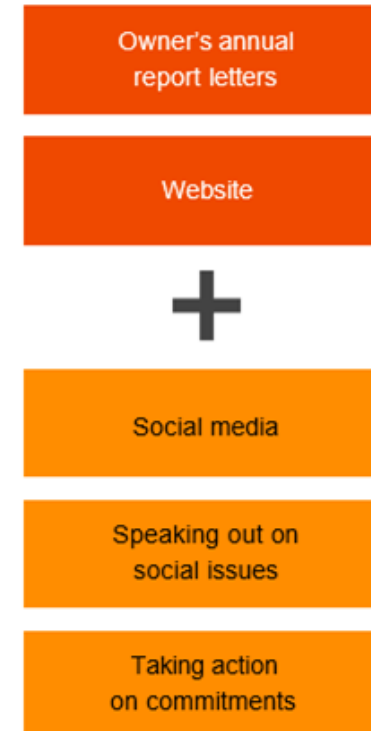 Owner's annual
report letters
Website
+
Social media
Speaking out on
social issues
Taking action
on commitments